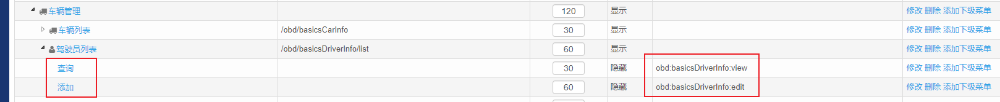 车辆管理 120 显示 修改 删除 添加下级菜单
车辆列表 /obd/basicsCarInfo 30 显示 修改 删除 添加下级菜单
驾驶员列表 /obd/basicsDriverInfo/list 60 显示 修改 删除 添加下级菜单
查询 30 隐藏 obd:basicsDriverInfo:view 修改 删除 添加下级菜单
添加 60 隐藏 obd:basicsDriverInfo:edit 修改 删除 添加下级菜单